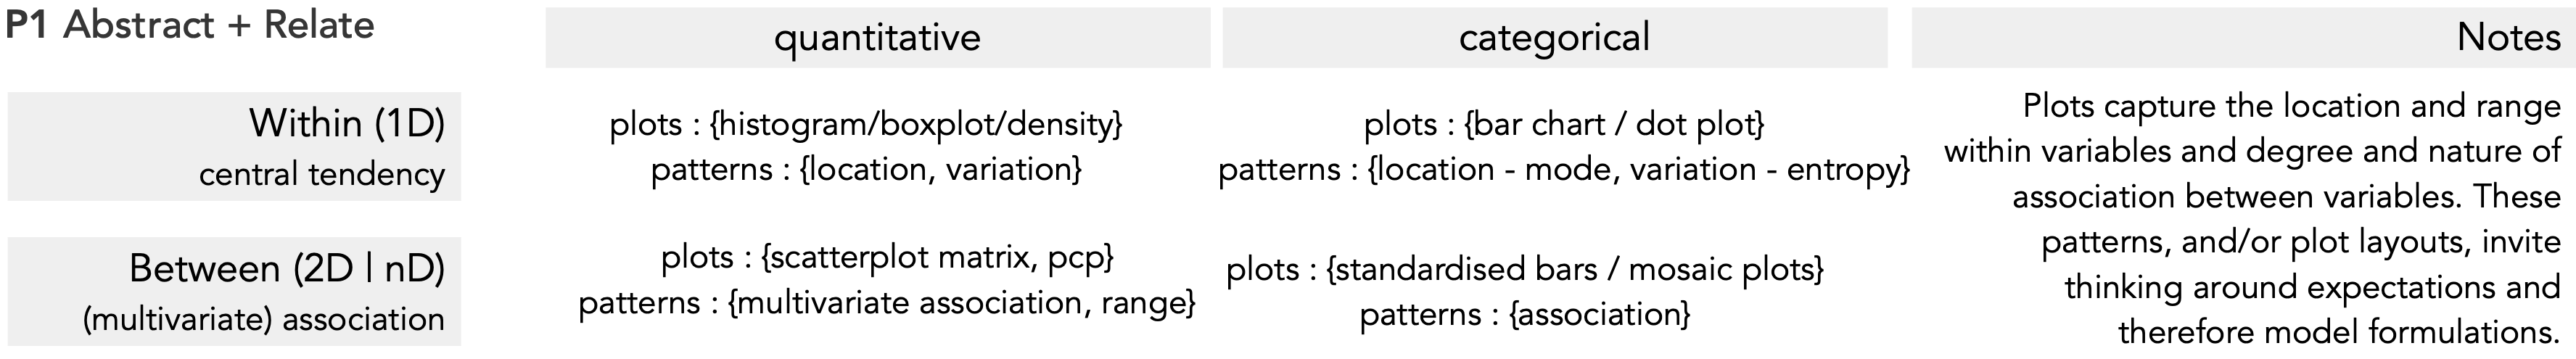 P1 Abstract + Relate
quantitative
categorical
Notes
Within (1D)
central tendency
plots : {histogram/boxplot/density}
patterns : {location, variation}
plots : {bar chart / dot plot}
patterns : {location - mode, variation - entropy}
Between (2D | nD)
(multivariate) association
plots : {scatterplot matrix, pcp}
patterns : {multivariate association, range}
plots : {standardised bars / mosaic plots}
patterns : {association}
Plots capture the location and range
within variables and degree and nature of
association between variables. These
patterns, and/or plot layouts, invite
thinking around expectations and
therefore model formulations.